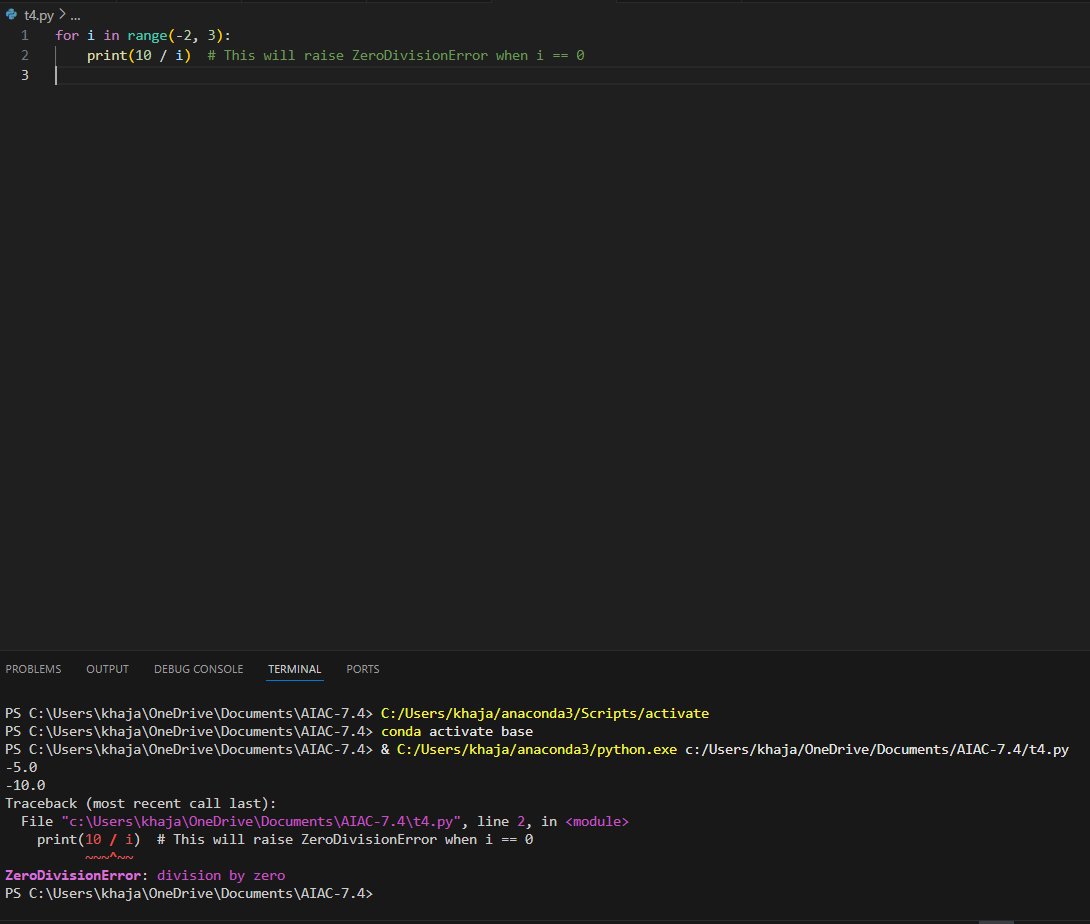 t4.py > ...
1 for i in range(-2, 3):
2     print(10 / i)  # This will raise ZeroDivisionError when i == 0
3
PROBLEMS OUTPUT DEBUG CONSOLE TERMINAL PORTS
PS C:\Users\khaja\OneDrive\Documents\AIAC-7.4> C:/Users/khaja/anaconda3/Scripts/activate
PS C:\Users\khaja\OneDrive\Documents\AIAC-7.4> conda activate base
PS C:\Users\khaja\OneDrive\Documents\AIAC-7.4> & C:/Users/khaja/anaconda3/python.exe c:/Users/khaja/OneDrive/Documents/AIAC-7.4/t4.py
-5.0
-10.0
Traceback (most recent call last):
  File "c:\Users\khaja\OneDrive\Documents\AIAC-7.4\t4.py", line 2, in <module>
    print(10 / i)  # This will raise ZeroDivisionError when i == 0
          ~~~^~~
ZeroDivisionError: division by zero
PS C:\Users\khaja\OneDrive\Documents\AIAC-7.4>